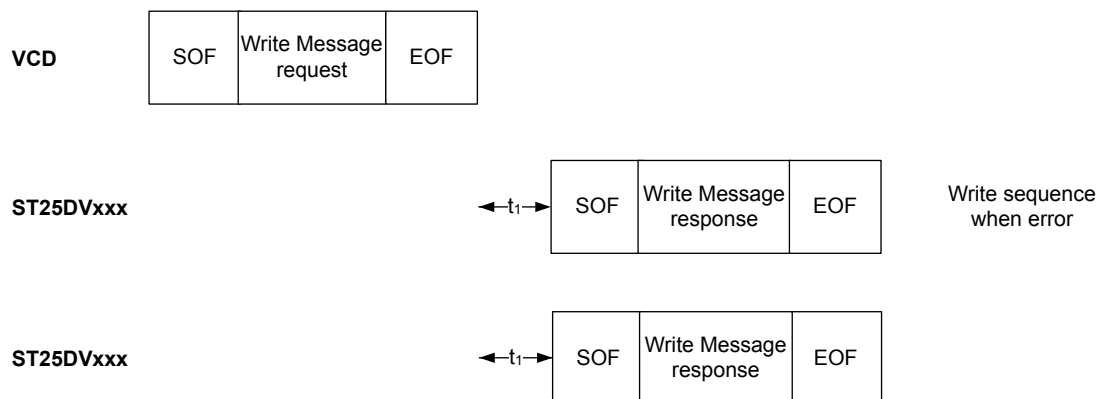 VCD
SOF
Write Message
request
EOF
ST25DVxxx
t1
SOF
Write Message
response
EOF
Write sequence
when error
ST25DVxxx
t1
SOF
Write Message
response
EOF